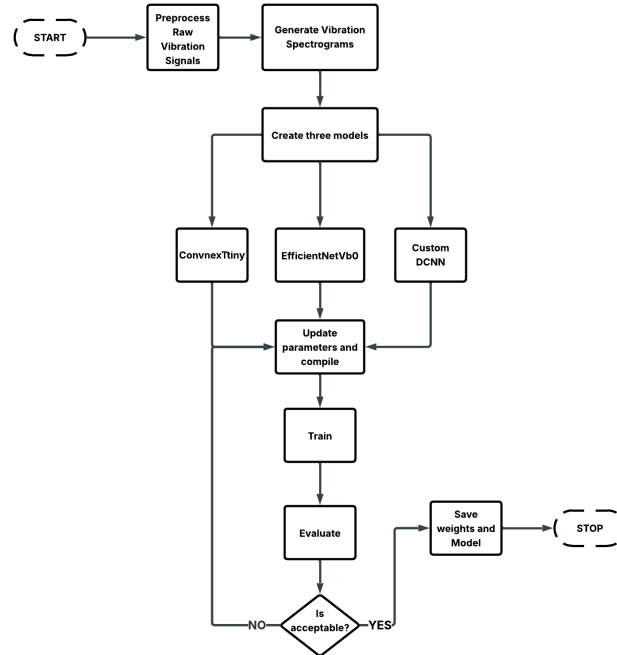 START
Preprocess
Raw
Vibration
Signals
Generate Vibration
Spectrograms
Create three models
ConvnexTtiny
EfficientNetVb0
Custom
DCNN
Update
parameters and
compile
Train
Evaluate
Is
acceptable?
NO
YES
Save
weights and
Model
STOP